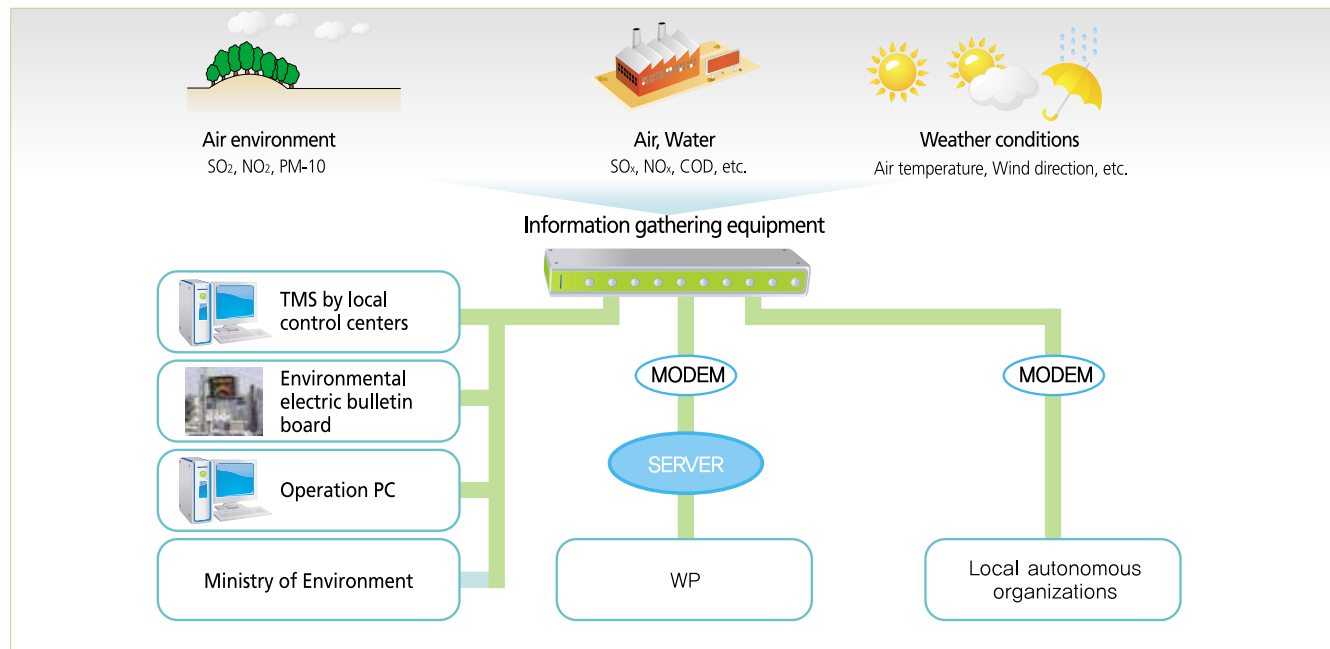 Air environment
SO₂, NO₂, PM-10
Air, Water
SOₓ, NOₓ, COD, etc.
Weather conditions
Air temperature, Wind direction, etc.
Information gathering equipment
TMS by local
control centers
Environmental
electric bulletin
board
Operation PC
Ministry of Environment
MODEM
SERVER
WP
MODEM
Local autonomous
organizations